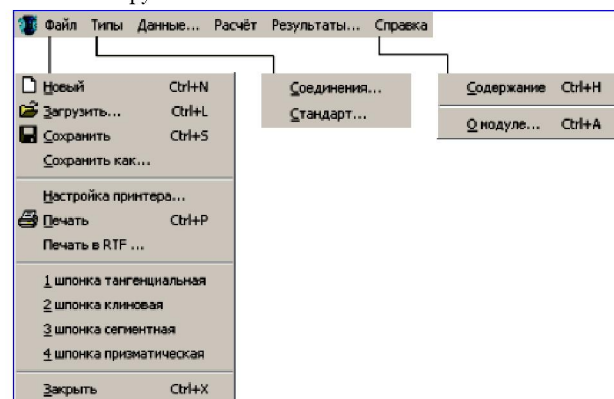 Файл Типы Данные... Расчёт Результаты... Справка
Новый Ctrl+N
Загрузить... Ctrl+L
Сохранить Ctrl+S
Сохранить как...
Настройка принтера...
Печать Ctrl+P
Печать в RTF ...
1 шпонка тангенциальная
2 шпонка клиновая
3 шпонка сегментная
4 шпонка призматическая
Закрыть Ctrl+X
Соединения...
Стандарт...
Содержание Ctrl+H
О модуле... Ctrl+A